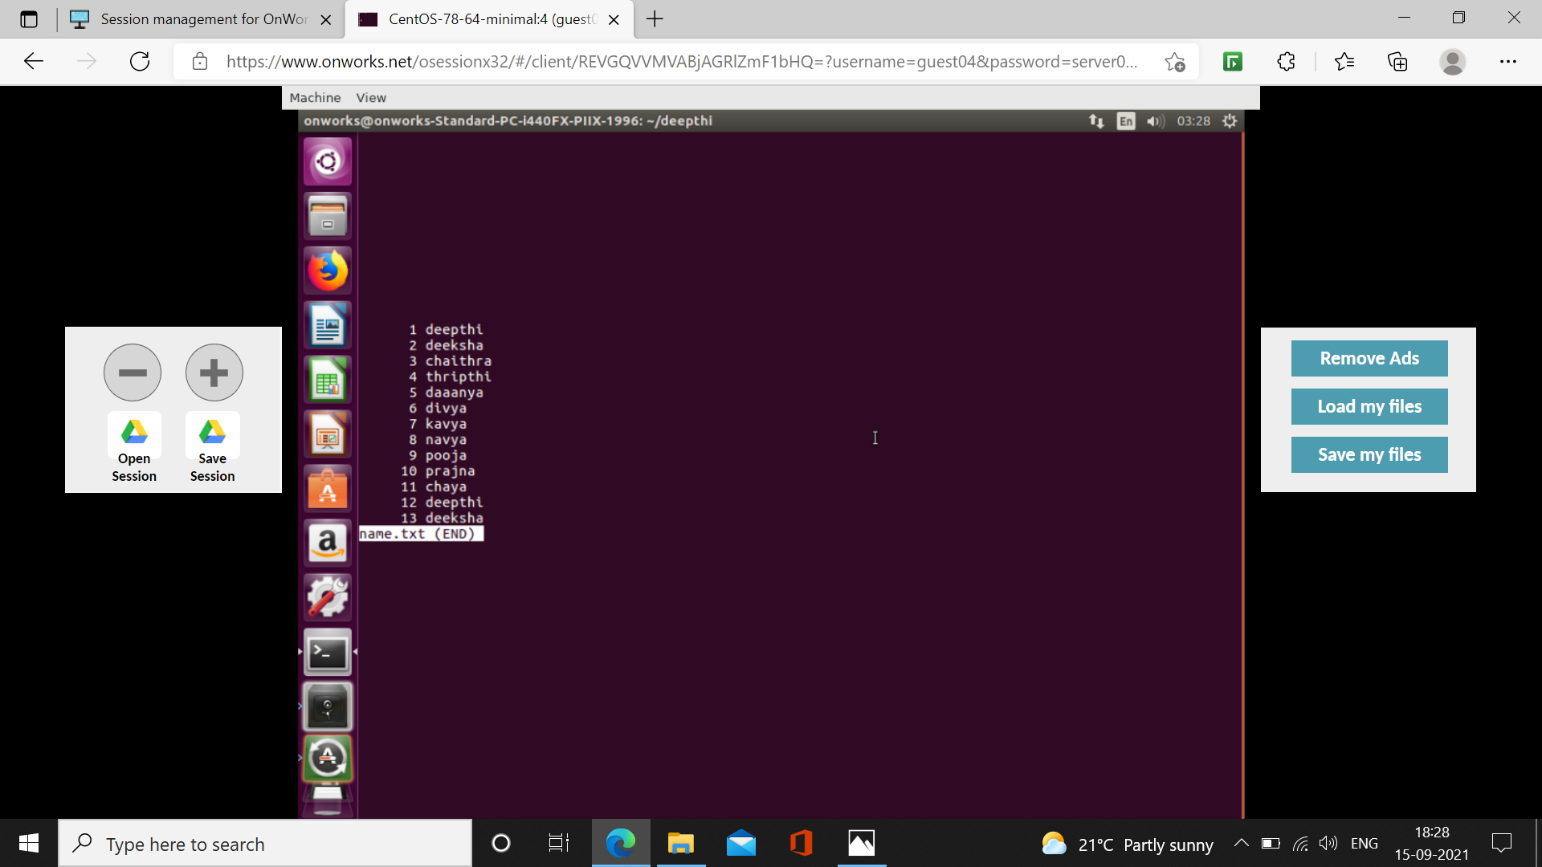 Session management for OnWor
CentOS-78-64-minimal:4 (guest0
https://www.onworks.net/osessionx32/#/client/REVGQVVMVABjAGRlZmF1bHQ=?username=guest04&password=server0...
Machine View
onworks@onworks-Standard-PC-i440FX-PIIX-1996: ~/deepthi
En 03:28
1 deepthi
2 deeksha
3 chaithra
4 thripthi
5 daaanya
6 divya
7 kavya
8 navya
9 pooja
10 prajna
11 chaya
12 deepthi
13 deeksha
name.txt (END)
Open Session
Save Session
Remove Ads
Load my files
Save my files
Type here to search
21°C Partly sunny
ENG
18:28
15-09-2021